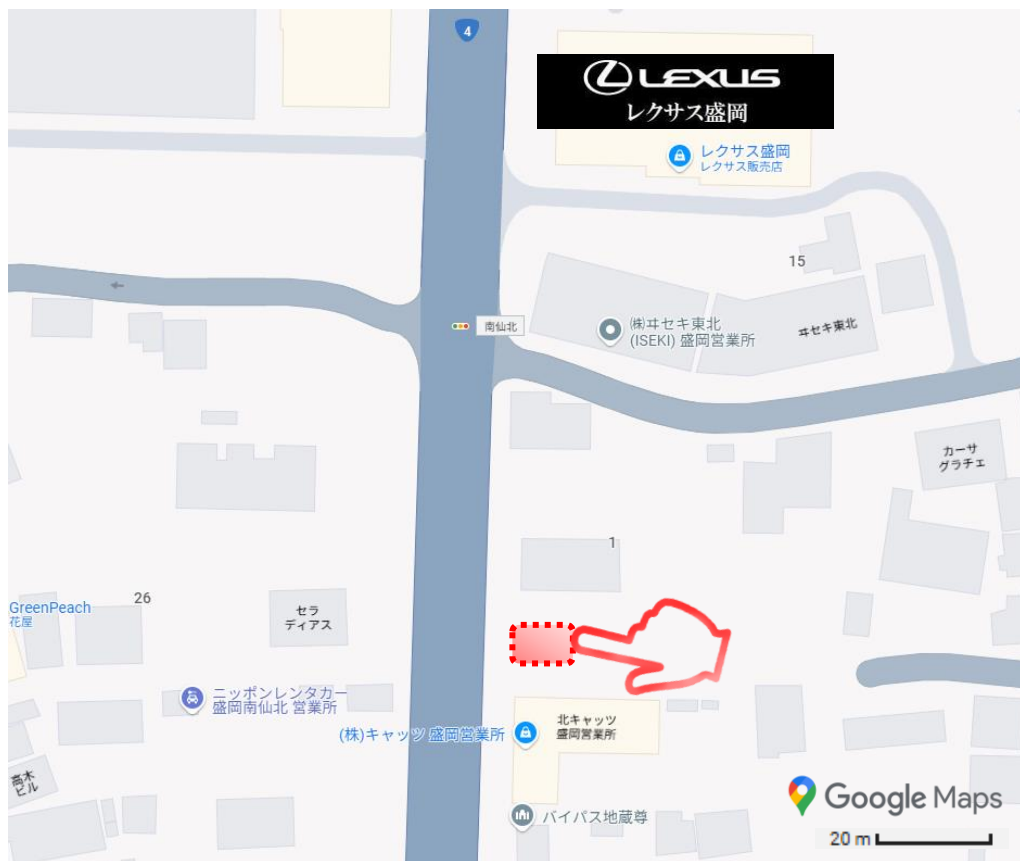 4
LEXUS
レクサス盛岡
レクサス盛岡
レクサス販売店
15
南仙北
㈱ヰセキ東北
(ISEKI) 盛岡営業所
ヰセキ東北
カーサ
グラチェ
1
GreenPeach
花屋
26
セラ
ディアス
ニッポンレンタカー
盛岡南仙北 営業所
(株)キャッツ 盛岡営業所
北キャッツ
盛岡営業所
高木
ビル
バイパス地蔵尊
Google Maps
20 m